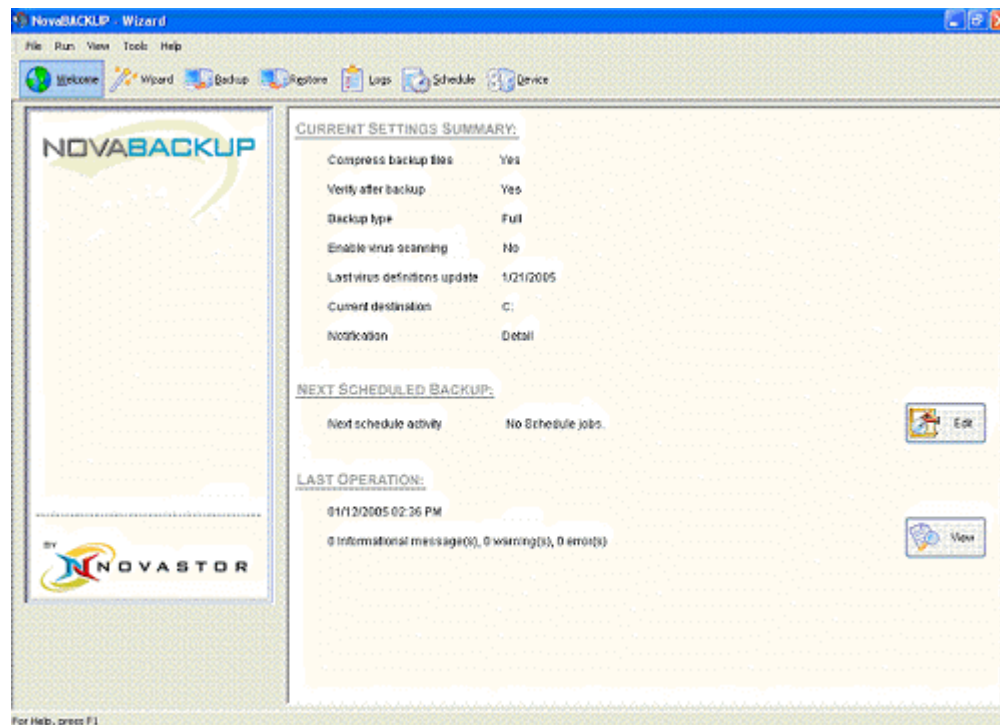 NovaBACKUP - Wizard
File Run View Tools Help
Welcome Wizard Backup Restore Logs Schedule Device
NOVABACKUP
CURRENT SETTINGS SUMMARY:
Compress backup files Yes
Verify after backup Yes
Backup type Full
Enable virus scanning No
Last virus definitions update 1/21/2005
Current destination C:
Notification Detail
NEXT SCHEDULED BACKUP:
Next schedule activity No Schedule jobs.
Edit
LAST OPERATION:
01/12/2005 02:36 PM
0 Informational message(s), 0 warning(s), 0 error(s)
View
BY
NOVASTOR
For Help, press F1